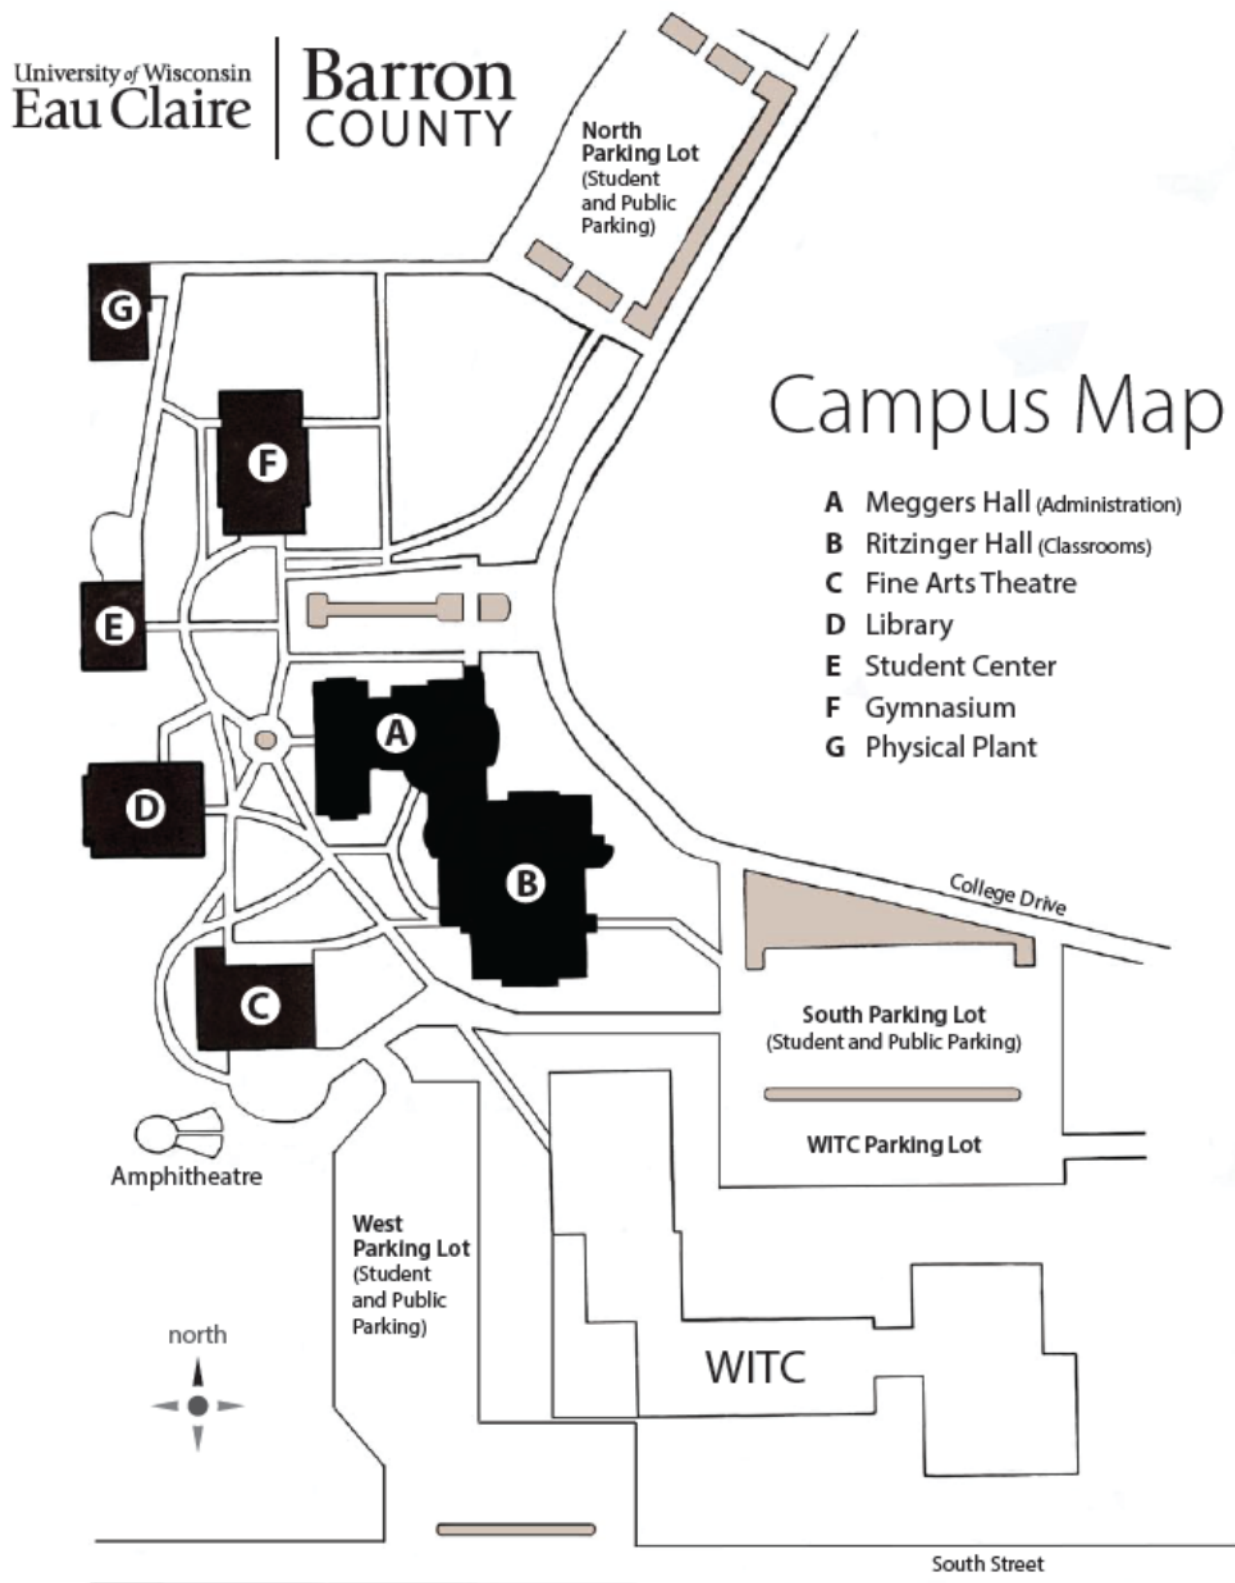 University of Wisconsin
Eau Claire
Barron
COUNTY
North
Parking Lot
(Student
and Public
Parking)
G
F
E
A
D
B
C
Campus Map
A Meggers Hall (Administration)
B Ritzinger Hall (Classrooms)
C Fine Arts Theatre
D Library
E Student Center
F Gymnasium
G Physical Plant
College Drive
South Parking Lot
(Student and Public Parking)
WITC Parking Lot
Amphitheatre
West
Parking Lot
(Student
and Public
Parking)
north
WITC
South Street